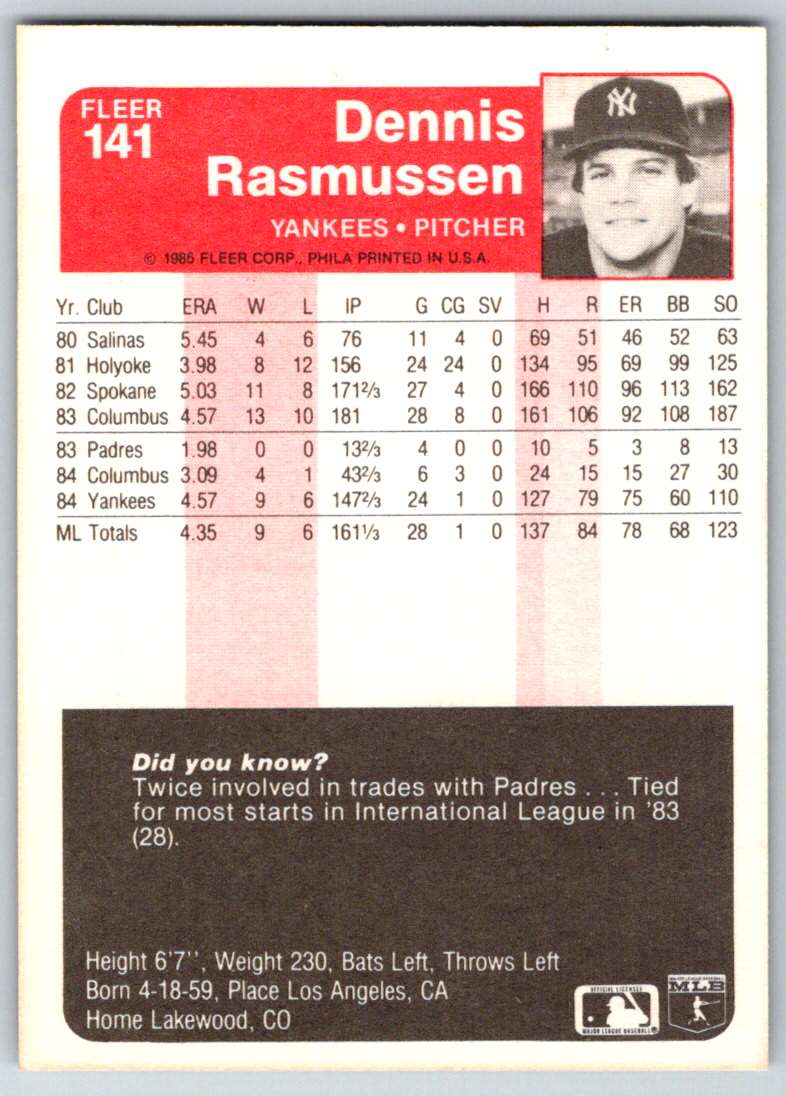 FLEER
141
Dennis
Rasmussen
YANKEES • PITCHER
© 1985 FLEER CORP., PHILA PRINTED IN U.S.A.
NY
Yr. Club ERA W L IP G CG SV H R ER BB SO
80 Salinas 5.45 4 6 76 11 4 0 69 51 46 52 63
81 Holyoke 3.98 8 12 156 24 24 0 134 95 69 99 125
82 Spokane 5.03 11 8 171²/₃ 27 4 0 166 110 96 113 162
83 Columbus 4.57 13 10 181 28 8 0 161 106 92 108 187
83 Padres 1.98 0 0 13²/₃ 4 0 0 10 5 3 8 13
84 Columbus 3.09 4 1 43²/₃ 6 3 0 24 15 15 27 30
84 Yankees 4.57 9 6 147²/₃ 24 1 0 127 79 75 60 110
ML Totals 4.35 9 6 161¹/₃ 28 1 0 137 84 78 68 123
Did you know?
Twice involved in trades with Padres . . . Tied
for most starts in International League in '83
(28).
Height 6'7'', Weight 230, Bats Left, Throws Left
Born 4-18-59, Place Los Angeles, CA
Home Lakewood, CO
OFFICIAL LICENSEE
MAJOR LEAGUE BASEBALL
MAJOR LEAGUE BASEBALL
MLB